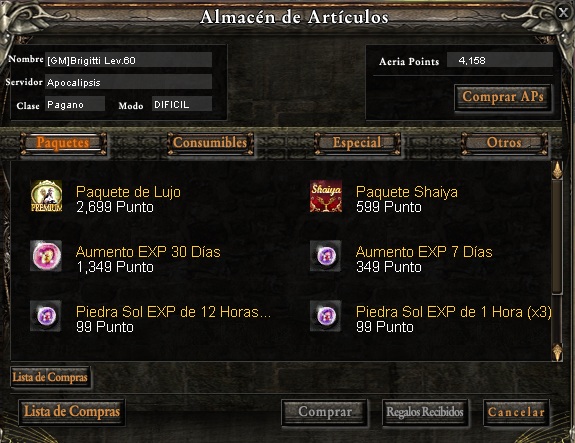 Almacén de Artículos
Nombre [GM]Brigitti Lev.60
Servidor Apocalipsis
Clase Pagano Modo DIFICIL
Aeria Points 4,158
Comprar APs
Paquetes Consumibles Especial Otros
PREMIUM Paquete de Lujo
2,699 Punto
Shaiya Paquete Shaiya
599 Punto
Aumento EXP 30 Días
1,349 Punto
Aumento EXP 7 Días
349 Punto
Piedra Sol EXP de 12 Horas...
99 Punto
Piedra Sol EXP de 1 Hora (x3)
99 Punto
Lista de Compras
Lista de Compras Comprar Regalos Recibidos Cancelar